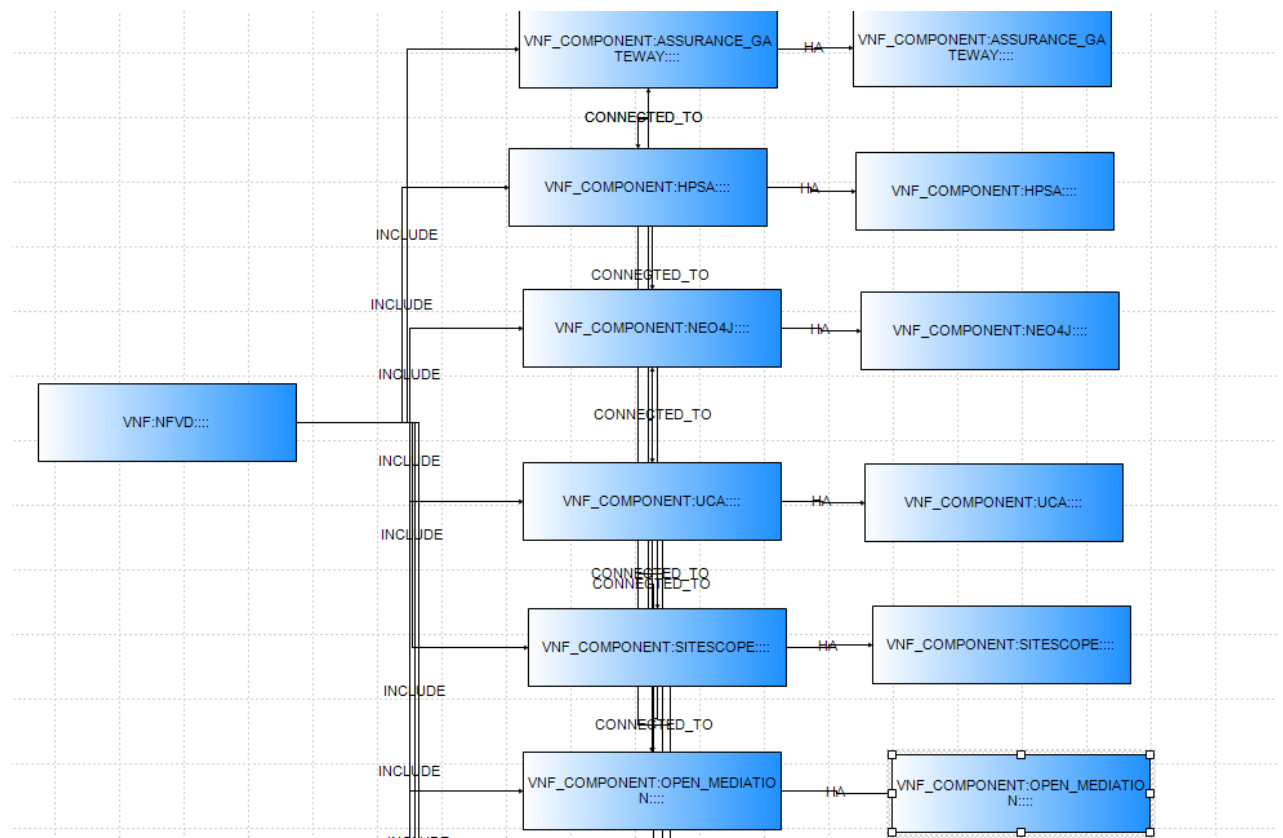 VNF_COMPONENT:ASSURANCE_GA
TEWAY::::
HA
VNF_COMPONENT:ASSURANCE_GA
TEWAY::::
CONNECTED_TO
VNF_COMPONENT:HPSA::::
HA
VNF_COMPONENT:HPSA::::
INCLUDE
CONNECTED_TO
INCLUDE
VNF_COMPONENT:NEO4J::::
HA
VNF_COMPONENT:NEO4J::::
INCLUDE
CONNECTED_TO
VNF:NFVD::::
INCLUDE
VNF_COMPONENT:UCA::::
HA
VNF_COMPONENT:UCA::::
INCLUDE
CONNECTED_TO
CONNECTED_TO
VNF_COMPONENT:SITESCOPE::::
HA
VNF_COMPONENT:SITESCOPE::::
INCLUDE
CONNECTED_TO
INCLUDE
VNF_COMPONENT:OPEN_MEDIATIO
N::::
HA
VNF_COMPONENT:OPEN_MEDIATIO
N::::
INCLUDE